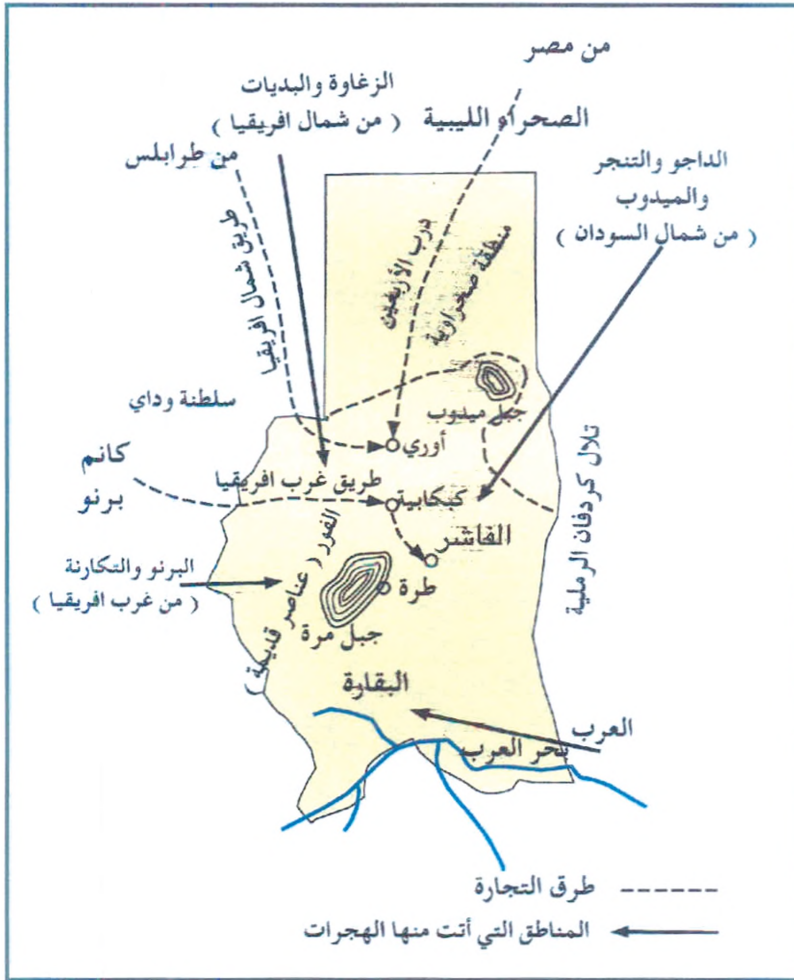 من مصر
الزغاوة والبديات
( من شمال افريقيا )
الصحراء الليبية
من طرابلس
الداجو والتنجر
والميدوب
( من شمال السودان )
طريق شمال افريقيا
درب الأربعين
منطقة صحراوية
جبل ميدوب
سلطنة وداي
أوري
كانم
برنو
طريق غرب افريقيا
كبكابية
تلال كردفان الرملية
الفاشر
الفور ( عناصر قديمة )
البرنو والتكارنة
( من غرب افريقيا )
طرة
جبل مرة
البقارة
العرب
بحر العرب
طرق التجارة
المناطق التي أتت منها الهجرات